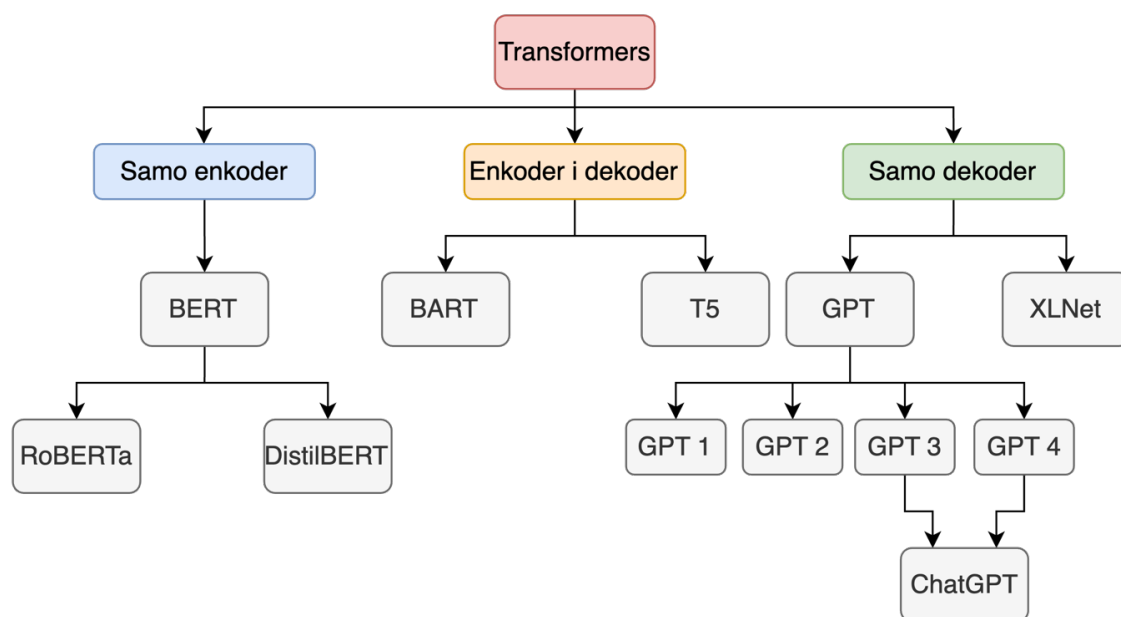 Transformers
Samo enkoder
Enkoder i dekoder
Samo dekoder
BERT
BART
T5
GPT
XLNet
RoBERTa
DistilBERT
GPT 1
GPT 2
GPT 3
GPT 4
ChatGPT